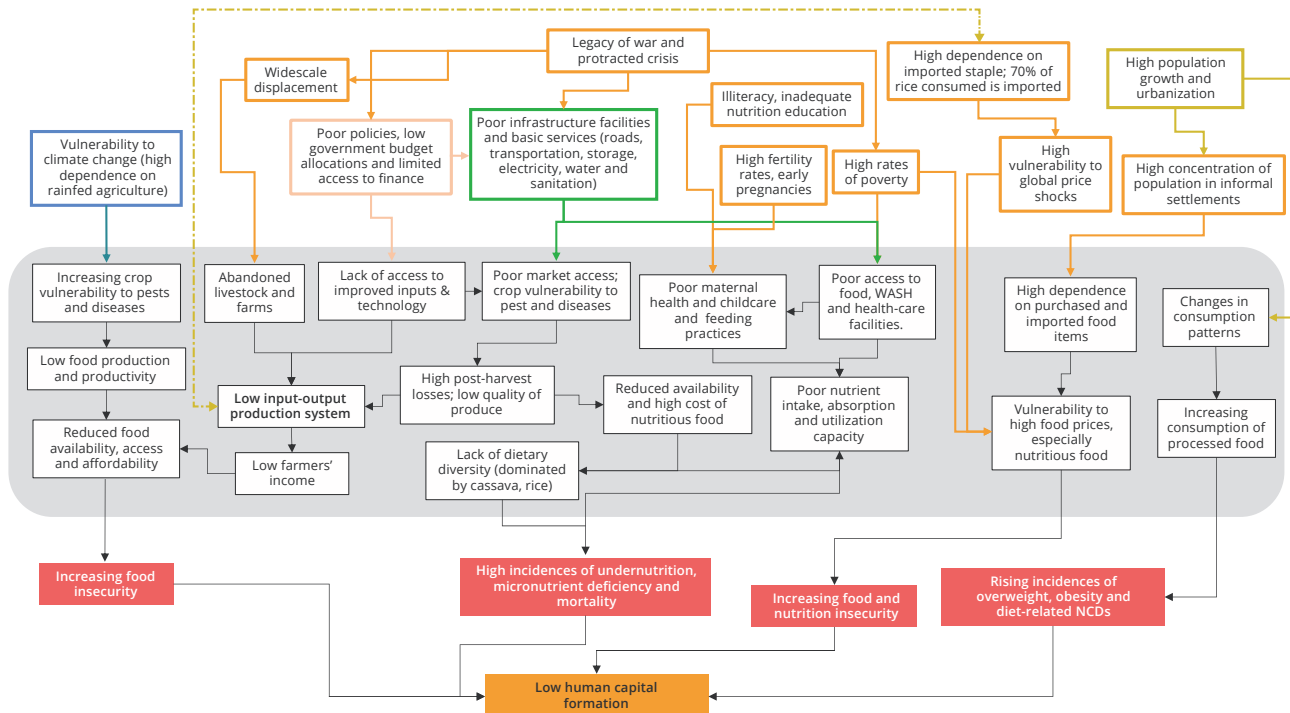 Legacy of war and
protracted crisis
Widescale
displacement
High dependence on
imported staple; 70% of
rice consumed is imported
High population
growth and
urbanization
Illiteracy, inadequate
nutrition education
Vulnerability to
climate change (high
dependence on
rainfed agriculture)
Poor policies, low
government budget
allocations and limited
access to finance
Poor infrastructure facilities
and basic services (roads,
transportation, storage,
electricity, water and
sanitation)
High fertility
rates, early
pregnancies
High rates
of poverty
High
vulnerability to
global price
shocks
High concentration of
population in informal
settlements
Increasing crop
vulnerability to pests
and diseases
Abandoned
livestock and
farms
Lack of access to
improved inputs &
technology
Poor market access;
crop vulnerability to
pest and diseases
Poor maternal
health and childcare
and feeding
practices
Poor access to
food, WASH
and health-care
facilities.
High dependence
on purchased and
imported food
items
Changes in
consumption
patterns
Low food production
and productivity
Low input-output
production system
High post-harvest
losses; low quality of
produce
Reduced availability
and high cost of
nutritious food
Poor nutrient
intake, absorption
and utilization
capacity
Vulnerability to
high food prices,
especially
nutritious food
Increasing
consumption of
processed food
Reduced food
availability, access
and affordability
Low farmers’
income
Lack of dietary
diversity (dominated
by cassava, rice)
Increasing food
insecurity
High incidences of undernutrition,
micronutrient deficiency and
mortality
Increasing food and
nutrition insecurity
Rising incidences of
overweight, obesity and
diet-related NCDs
Low human capital
formation